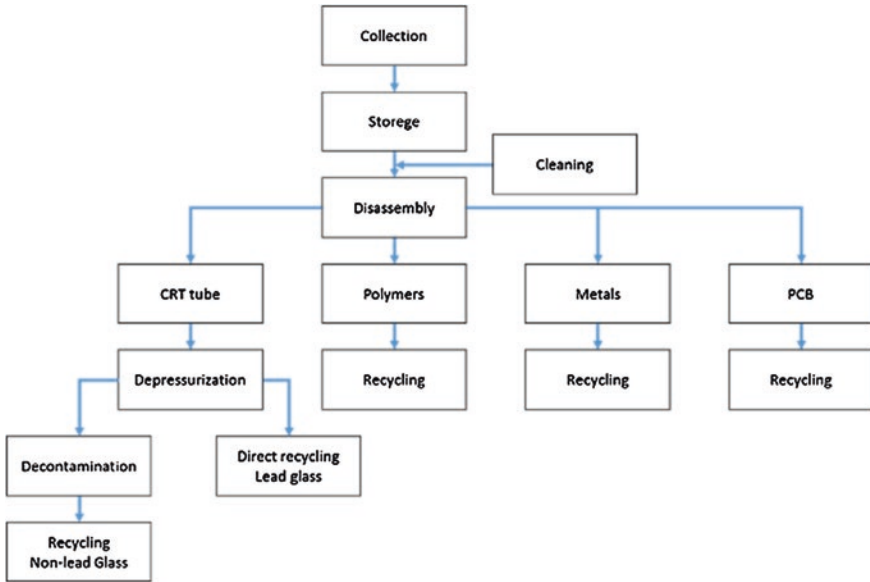 Collection
Storege
Cleaning
Disassembly
CRT tube
Polymers
Metals
PCB
Depressurization
Recycling
Recycling
Recycling
Decontamination
Direct recycling
Lead glass
Recycling
Non-lead Glass